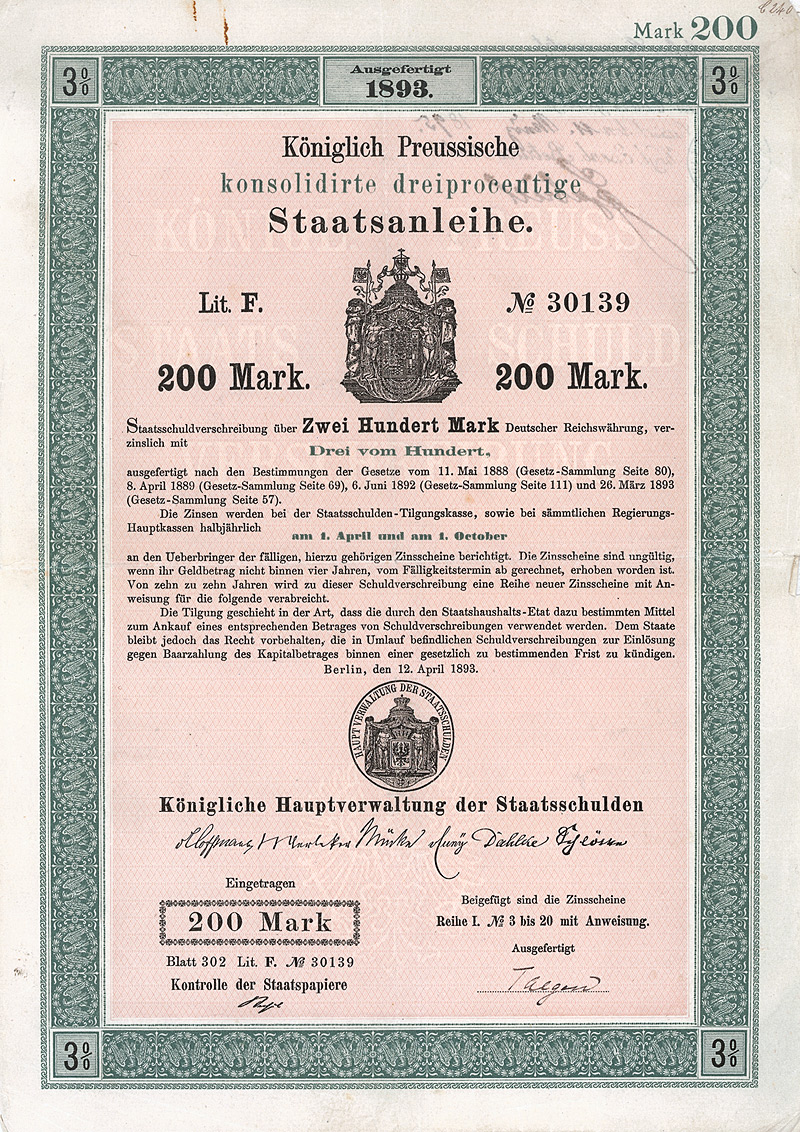 Mark 200
3%
Ausgefertigt
1893.
3%
Königlich Preussische
konsolidirte dreiprocentige
Staatsanleihe.
KÖNIGL. PREUSS.
Lit. F.
№ 30139
STAATS SCHULD
200 Mark.
200 Mark.
Staatsschuldverschreibung über Zwei Hundert Mark Deutscher Reichswährung, ver-
zinslich mit
Drei vom Hundert,
ausgefertigt nach den Bestimmungen der Gesetze vom 11. Mai 1888 (Gesetz-Sammlung Seite 80),
8. April 1889 (Gesetz-Sammlung Seite 69), 6. Juni 1892 (Gesetz-Sammlung Seite 111) und 26. März 1893
(Gesetz-Sammlung Seite 57).
Die Zinsen werden bei der Staatsschulden-Tilgungskasse, sowie bei sämmtlichen Regierungs-
Hauptkassen halbjährlich
am 1. April und am 1. October
an den Ueberbringer der fälligen, hierzu gehörigen Zinsscheine berichtigt. Die Zinsscheine sind ungültig,
wenn ihr Geldbetrag nicht binnen vier Jahren, vom Fälligkeitstermin ab gerechnet, erhoben worden ist.
Von zehn zu zehn Jahren wird zu dieser Schuldverschreibung eine Reihe neuer Zinsscheine mit An-
weisung für die folgende verabreicht.
Die Tilgung geschieht in der Art, dass die durch den Staatshaushalts-Etat dazu bestimmten Mittel
zum Ankauf eines entsprechenden Betrages von Schuldverschreibungen verwendet werden. Dem Staate
bleibt jedoch das Recht vorbehalten, die in Umlauf befindlichen Schuldverschreibungen zur Einlösung
gegen Baarzahlung des Kapitalbetrages binnen einer gesetzlich zu bestimmenden Frist zu kündigen.
Berlin, den 12. April 1893.
HAUPTVERWALTUNG DER STAATSSCHULDEN
Königliche Hauptverwaltung der Staatsschulden
Mücke Dahlke
Eingetragen
200 Mark
Blatt 302 Lit. F. № 30139
Kontrolle der Staatspapiere
Beigefügt sind die Zinsscheine
Reihe I. № 3 bis 20 mit Anweisung.
Ausgefertigt
3%
3%